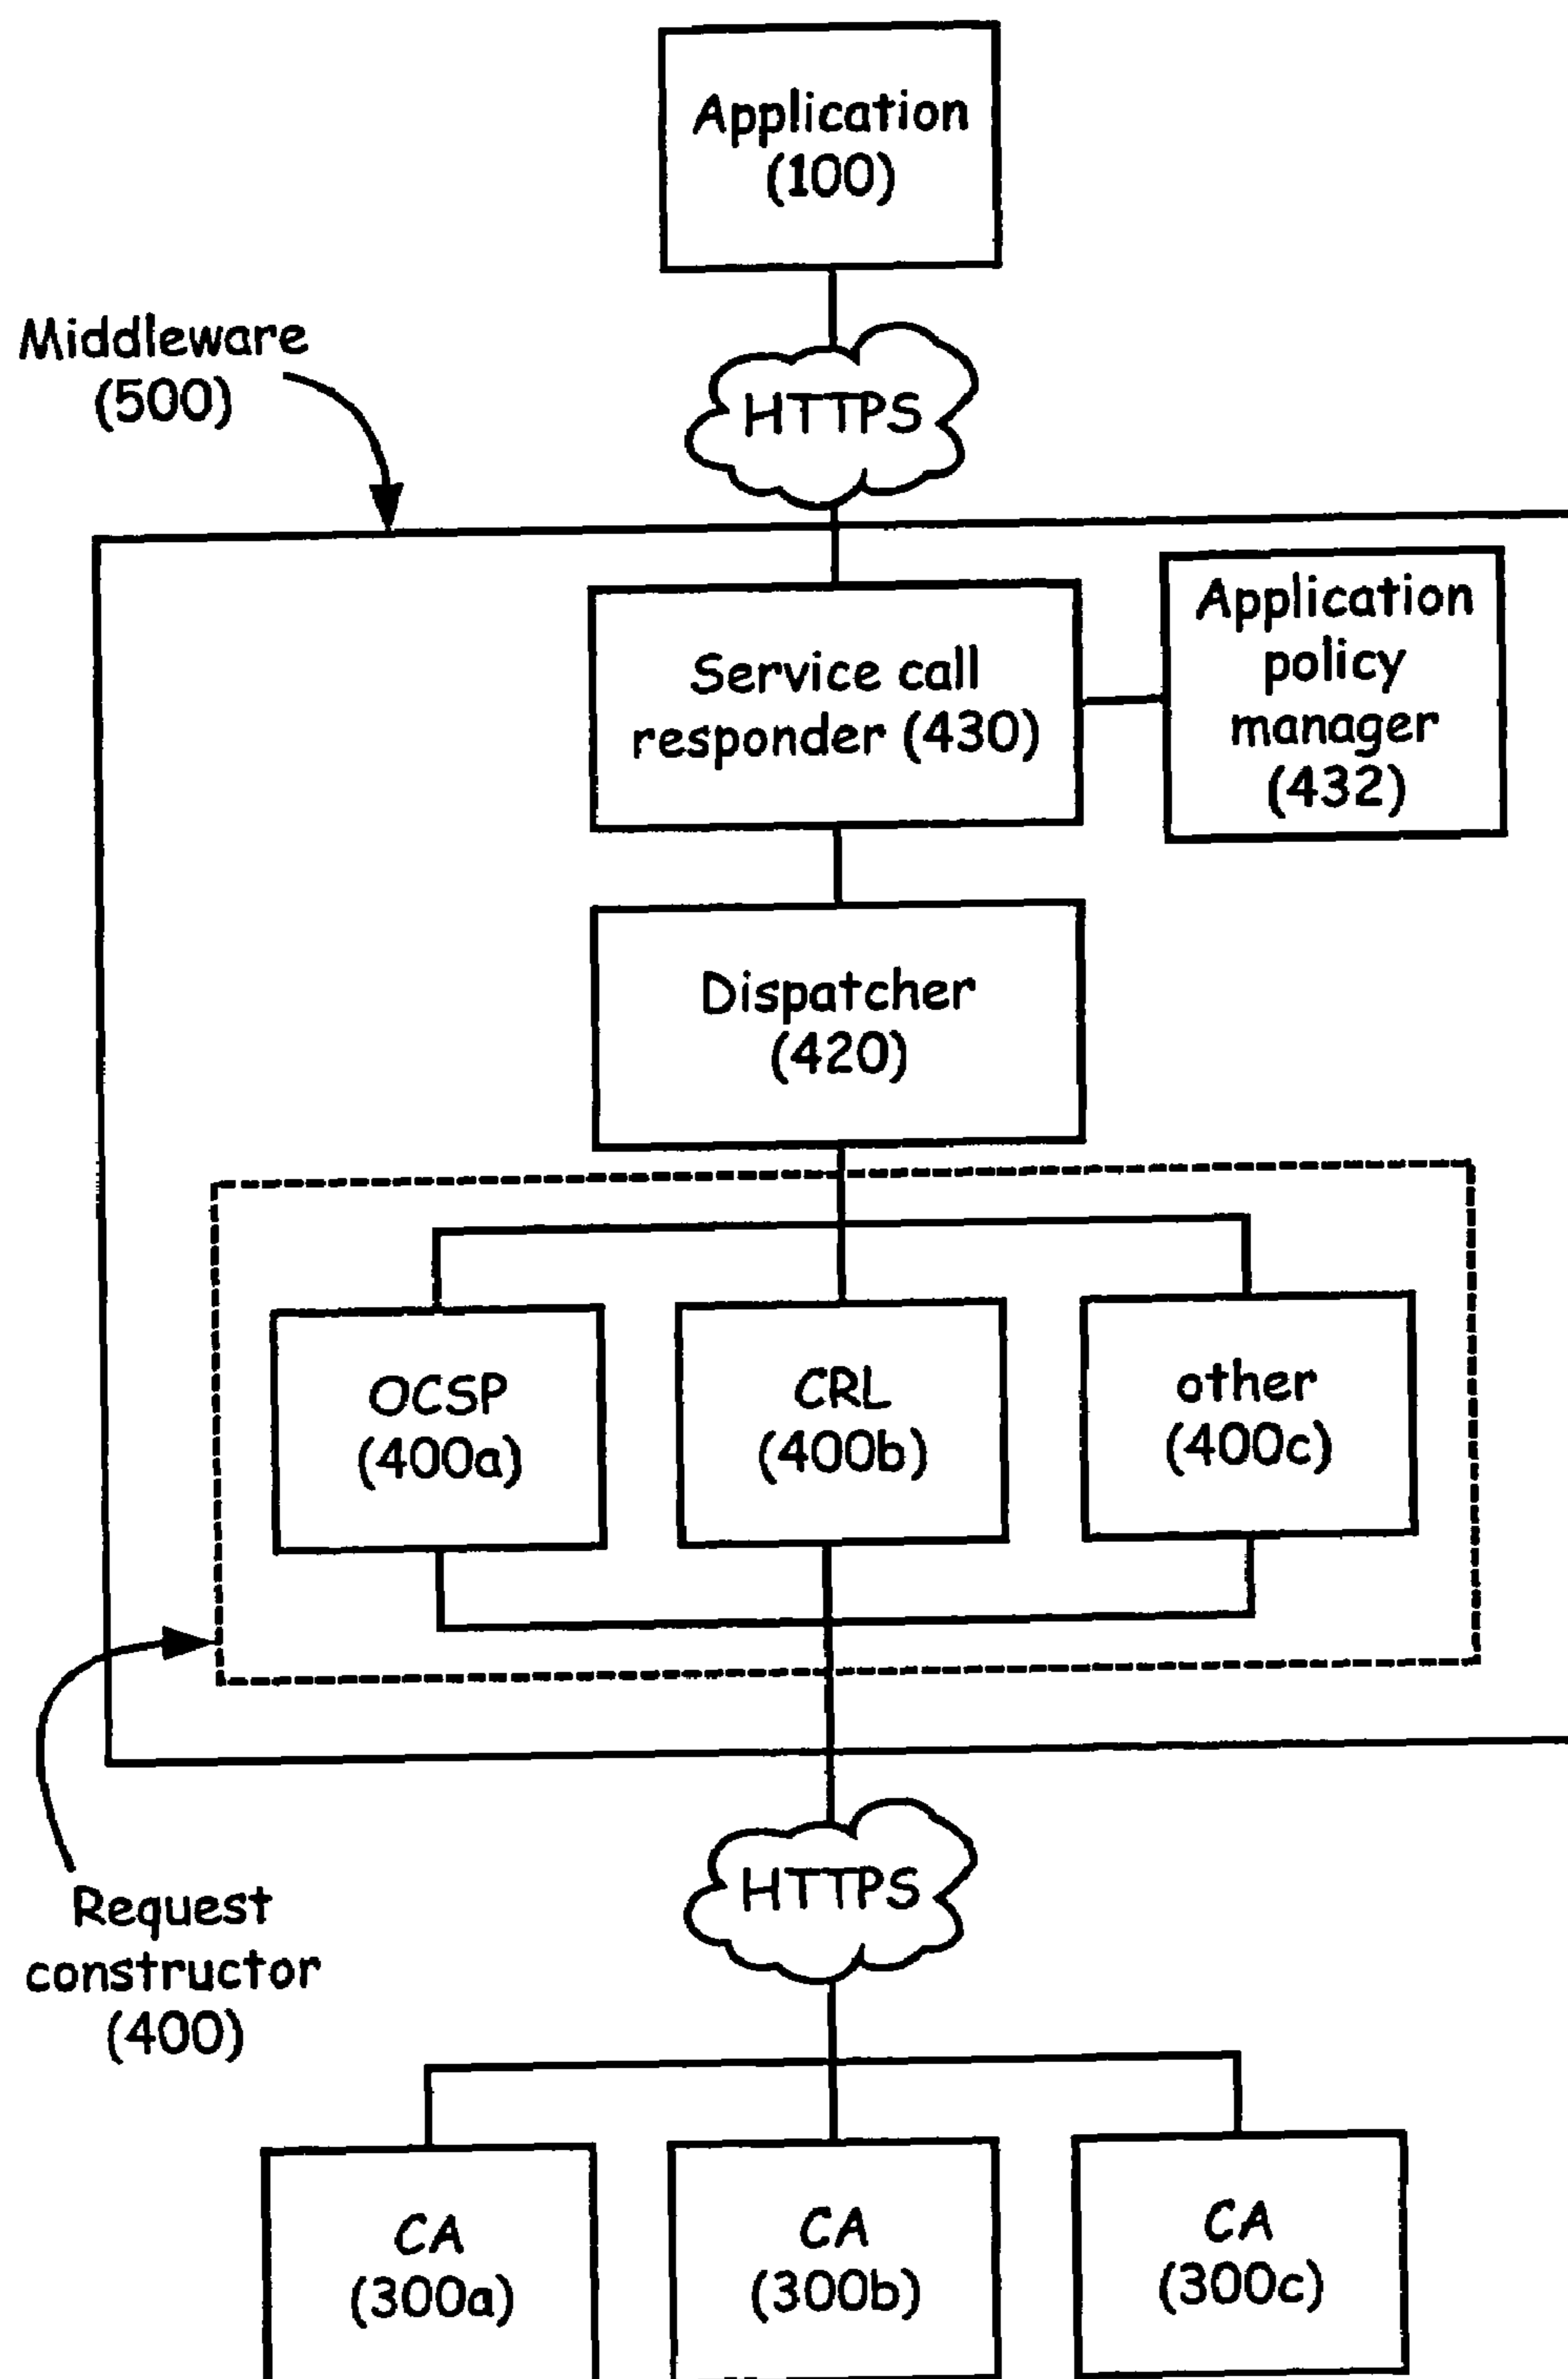 Application
(100)
Middleware
(500)
HTTPS
Application
policy
manager
(432)
Service call
responder (430)
Dispatcher
(420)
OCSP
(400a)
CRL
(400b)
other
(400c)
HTTPS
Request
constructor
(400)
CA
(300a)
CA
(300b)
CA
(300c)